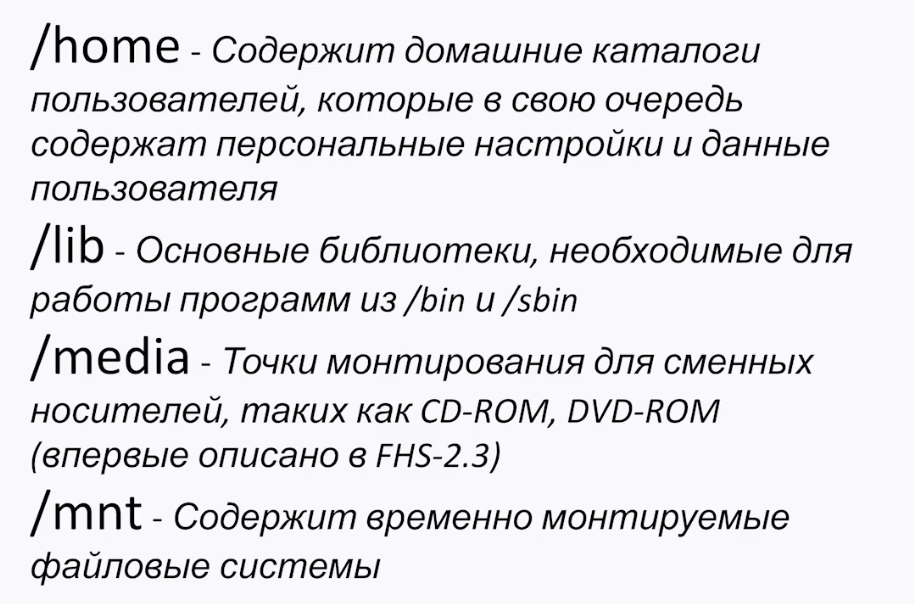 /home - Содержит домашние каталоги
пользователей, которые в свою очередь
содержат персональные настройки и данные
пользователя
/lib - Основные библиотеки, необходимые для
работы программ из /bin и /sbin
/media - Точки монтирования для сменных
носителей, таких как CD-ROM, DVD-ROM
(впервые описано в FHS-2.3)
/mnt - Содержит временно монтируемые
файловые системы